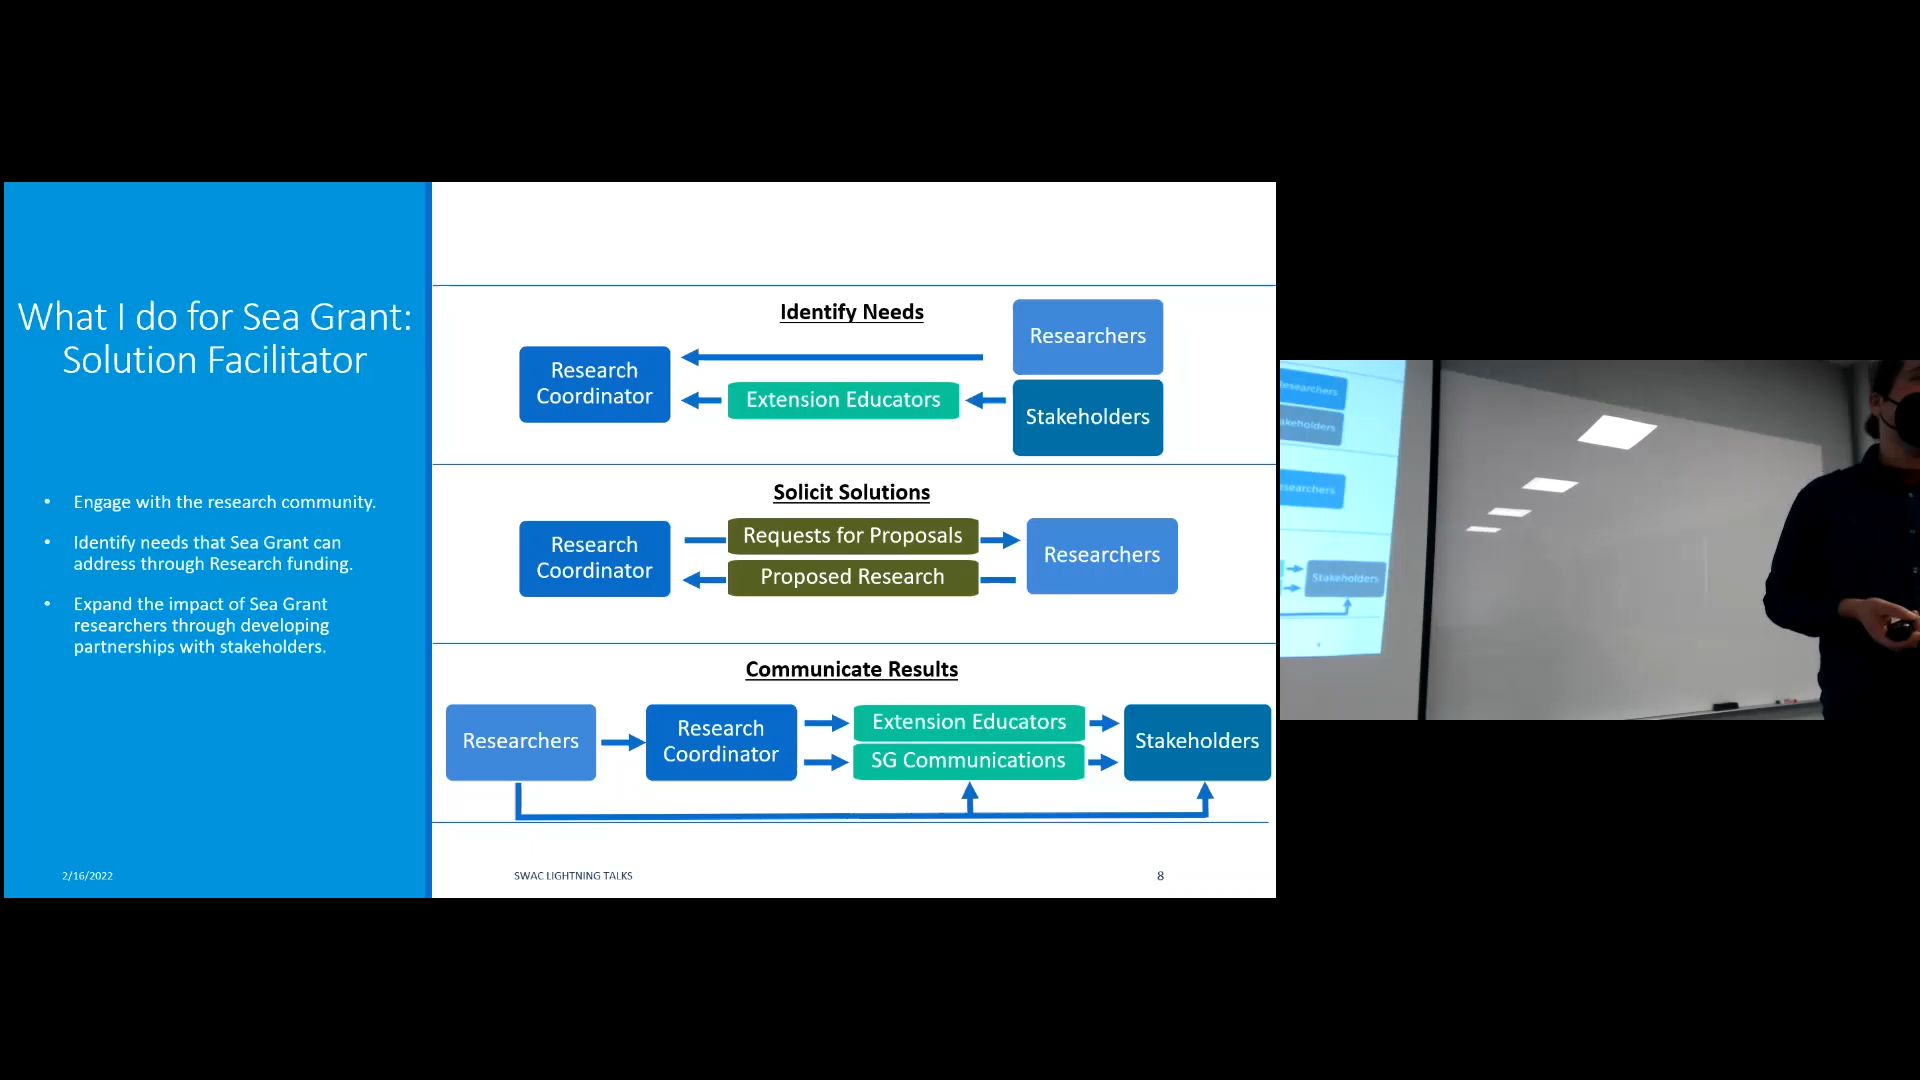 What I do for Sea Grant:
Solution Facilitator
• Engage with the research community.
• Identify needs that Sea Grant can
address through Research funding.
• Expand the impact of Sea Grant
researchers through developing
partnerships with stakeholders.
2/16/2022
Identify Needs
Researchers
Research
Coordinator
Extension Educators
Stakeholders
Solicit Solutions
Research
Coordinator
Requests for Proposals
Proposed Research
Researchers
Communicate Results
Researchers
Research
Coordinator
Extension Educators
SG Communications
Stakeholders
SWAC LIGHTNING TALKS
8
Researchers
Stakeholders